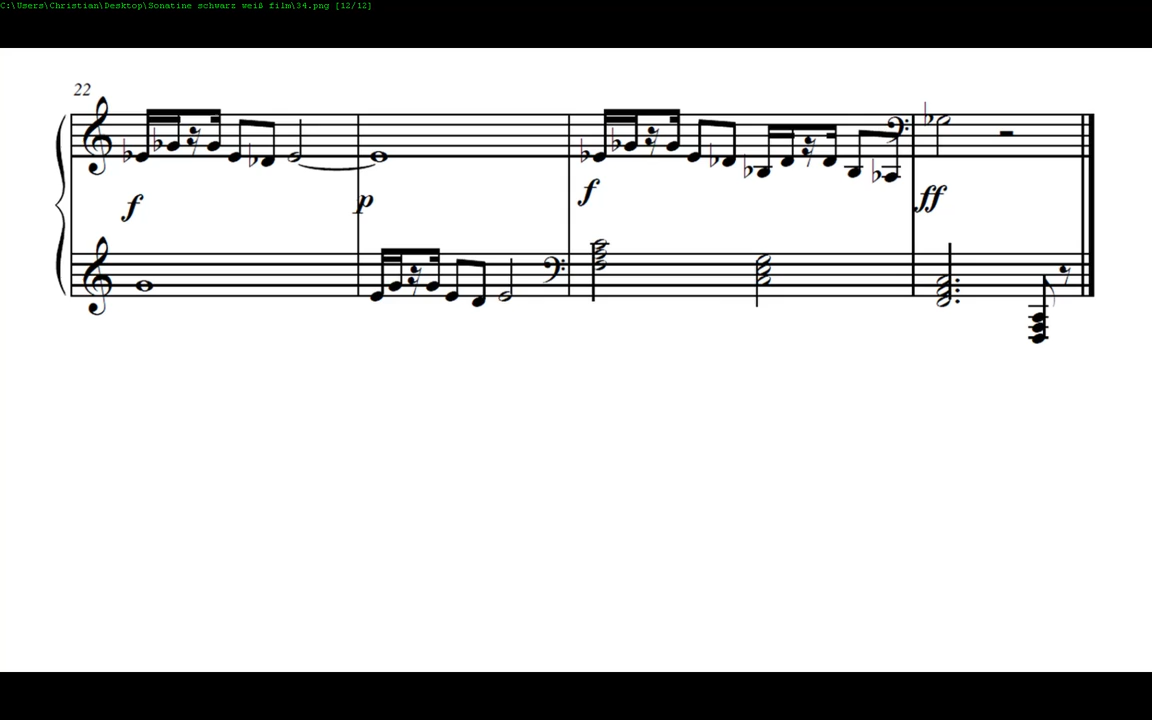 C:\Users\Christian\Desktop\Sonatine schwarz weiß film\34.png [12/12]
22
f
p
f
ff